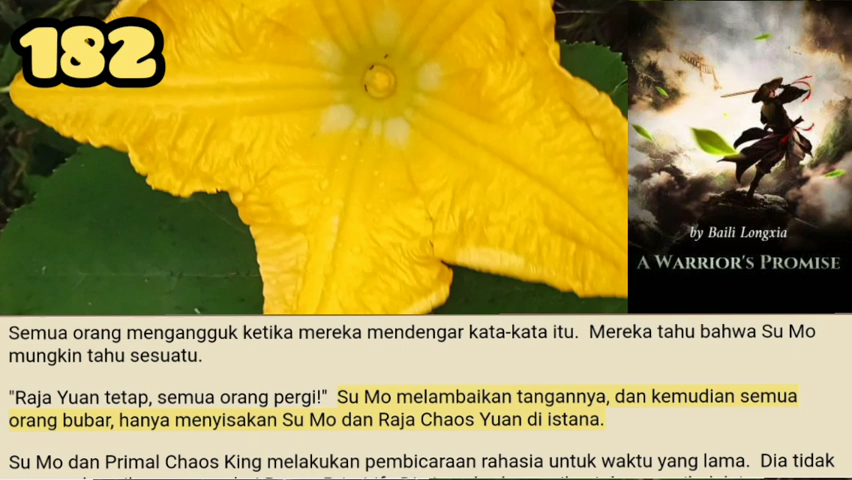 182
by Baili Longxia
A WARRIOR'S PROMISE
Semua orang mengangguk ketika mereka mendengar kata-kata itu.  Mereka tahu bahwa Su Mo
mungkin tahu sesuatu.
"Raja Yuan tetap, semua orang pergi!"  Su Mo melambaikan tangannya, dan kemudian semua
orang bubar, hanya menyisakan Su Mo dan Raja Chaos Yuan di istana.
Su Mo dan Primal Chaos King melakukan pembicaraan rahasia untuk waktu yang lama.  Dia tidak